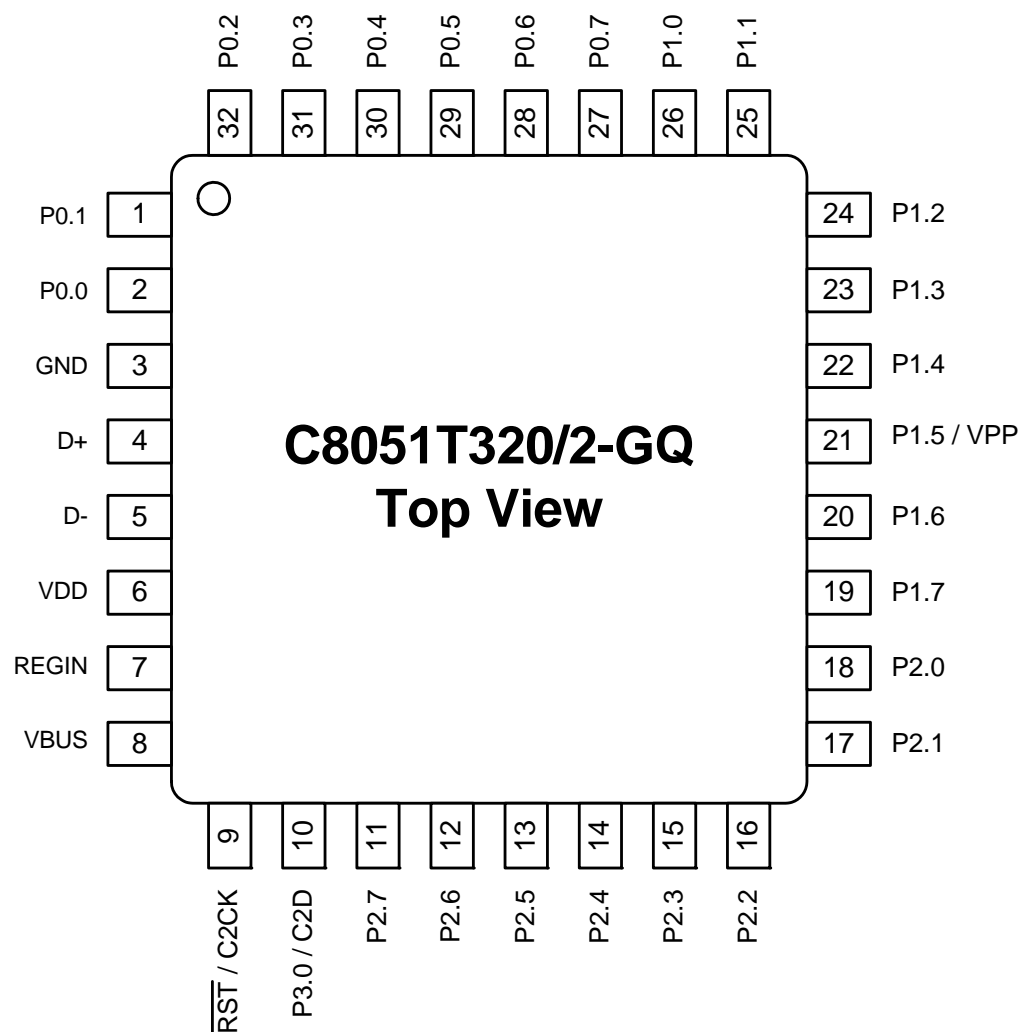 P0.2
P0.3
P0.4
P0.5
P0.6
P0.7
P1.0
P1.1
32
31
30
29
28
27
26
25
P0.1 1
24 P1.2
P0.0 2
23 P1.3
GND 3
22 P1.4
D+ 4
21 P1.5 / VPP
D- 5
20 P1.6
VDD 6
19 P1.7
REGIN 7
18 P2.0
VBUS 8
17 P2.1
C8051T320/2-GQ
Top View
9
10
11
12
13
14
15
16
RST / C2CK
P3.0 / C2D
P2.7
P2.6
P2.5
P2.4
P2.3
P2.2